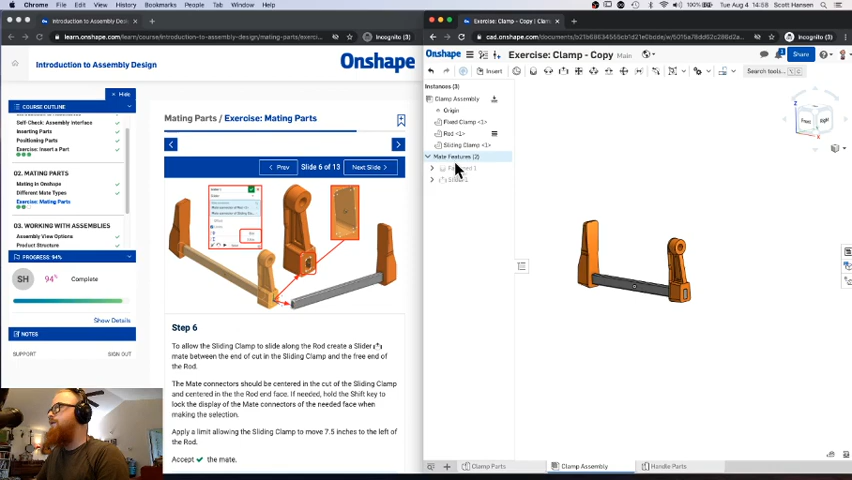 Chrome File Edit View History Bookmarks People Tab Window Help
100% Tue Aug 4 14:58 Scott Hansen
Introduction to Assembly Design
Exercise: Clamp - Copy | Clam
learn.onshape.com/learn/course/introduction-to-assembly-design/mating-parts/exerci...
Incognito (3)
Incognito (3)
Introduction to Assembly Design
Onshape
Onshape
Exercise: Clamp - Copy Main
Share
Insert
Search tools...
Hide
COURSE OUTLINE
Self-Check: Assembly Interface
Inserting Parts
Positioning Parts
Exercise: Insert a Part
02. MATING PARTS
Mating in Onshape
Different Mate Types
Exercise: Mating Parts
03. WORKING WITH ASSEMBLIES
Assembly View Options
Product Structure
PROGRESS: 94%
SH
94% Complete
Show Details
NOTES
SUPPORT SIGN OUT
Mating Parts / Exercise: Mating Parts
Prev Slide 6 of 13 Next Slide
Step 6
To allow the Sliding Clamp to slide along the Rod create a Slider
mate between the end of cut in the Sliding Clamp and the free end of
the Rod.
The Mate connectors should be centered in the cut of the Sliding Clamp
and centered in the the Rod end face. If needed, hold the Shift key to
lock the display of the Mate connectors of the needed face when
making the selection.
Apply a limit allowing the Sliding Clamp to move 7.5 inches to the left of
the Rod.
Accept ✔ the mate.
Instances (3)
Clamp Assembly
Origin
Fixed Clamp <1>
Rod <1>
Sliding Clamp <1>
Mate Features (2)
Z
Front
Right
X
Clamp Parts
Clamp Assembly
Handle Parts